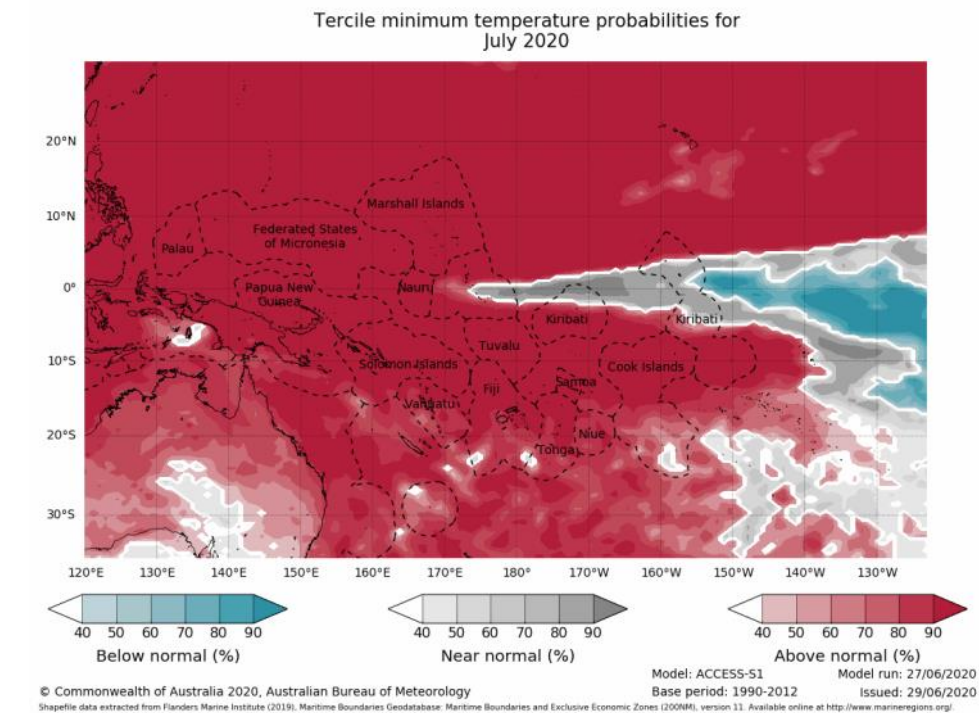 Tercile minimum temperature probabilities for
July 2020
20°N
10°N
0°
10°S
20°S
30°S
Marshall Islands
Federated States
of Micronesia
Palau
Papua New
Guinea
Nauru
Kiribati
Kiribati
Tuvalu
Solomon Islands
Cook Islands
Samoa
Fiji
Vanuatu
Niue
Tonga
120°E 130°E 140°E 150°E 160°E 170°E 180° 170°W 160°W 150°W 140°W 130°W
40 50 60 70 80 90
Below normal (%)
40 50 60 70 80 90
Near normal (%)
40 50 60 70 80 90
Above normal (%)
Model: ACCESS-S1 Model run: 27/06/2020
© Commonwealth of Australia 2020, Australian Bureau of Meteorology Base period: 1990-2012 Issued: 29/06/2020
Shapefile data extracted from Flanders Marine Institute (2019), Maritime Boundaries Geodatabase: Maritime Boundaries and Exclusive Economic Zones (200NM), version 11. Available online at http://www.marineregions.org/.